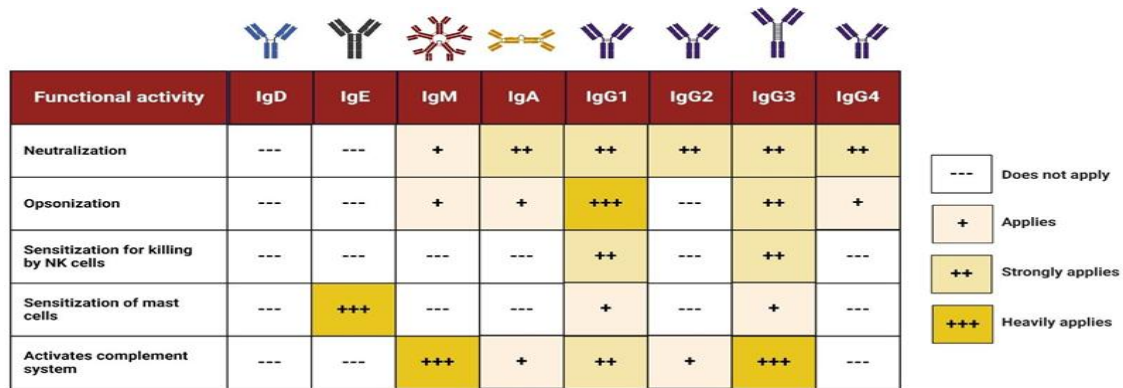 Functional activity IgD IgE IgM IgA IgG1 IgG2 IgG3 IgG4
Neutralization --- --- + ++ ++ ++ ++ ++
Opsonization --- --- + + +++ --- ++ +
Sensitization for killing
by NK cells --- --- --- --- ++ --- ++ ---
Sensitization of mast
cells --- +++ --- --- + --- + ---
Activates complement
system --- --- +++ + ++ + +++ ---
--- Does not apply
+ Applies
++ Strongly applies
+++ Heavily applies